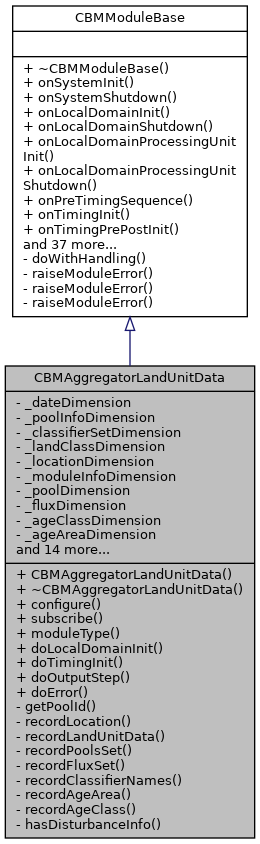 CBMModuleBase
+ ~CBMModuleBase()
+ onSystemInit()
+ onSystemShutdown()
+ onLocalDomainInit()
+ onLocalDomainShutdown()
+ onLocalDomainProcessingUnit
Init()
+ onLocalDomainProcessingUnit
Shutdown()
+ onPreTimingSequence()
+ onTimingInit()
+ onTimingPrePostInit()
and 37 more...
- doWithHandling()
- raiseModuleError()
- raiseModuleError()
- raiseModuleError()
CBMAggregatorLandUnitData
- _dateDimension
- _poolInfoDimension
- _classifierSetDimension
- _landClassDimension
- _locationDimension
- _moduleInfoDimension
- _poolDimension
- _fluxDimension
- _ageClassDimension
- _ageAreaDimension
and 14 more...
+ CBMAggregatorLandUnitData()
+ ~CBMAggregatorLandUnitData()
+ configure()
+ subscribe()
+ moduleType()
+ doLocalDomainInit()
+ doTimingInit()
+ doOutputStep()
+ doError()
- getPoolId()
- recordLocation()
- recordLandUnitData()
- recordPoolsSet()
- recordFluxSet()
- recordClassifierNames()
- recordAgeArea()
- recordAgeClass()
- hasDisturbanceInfo()